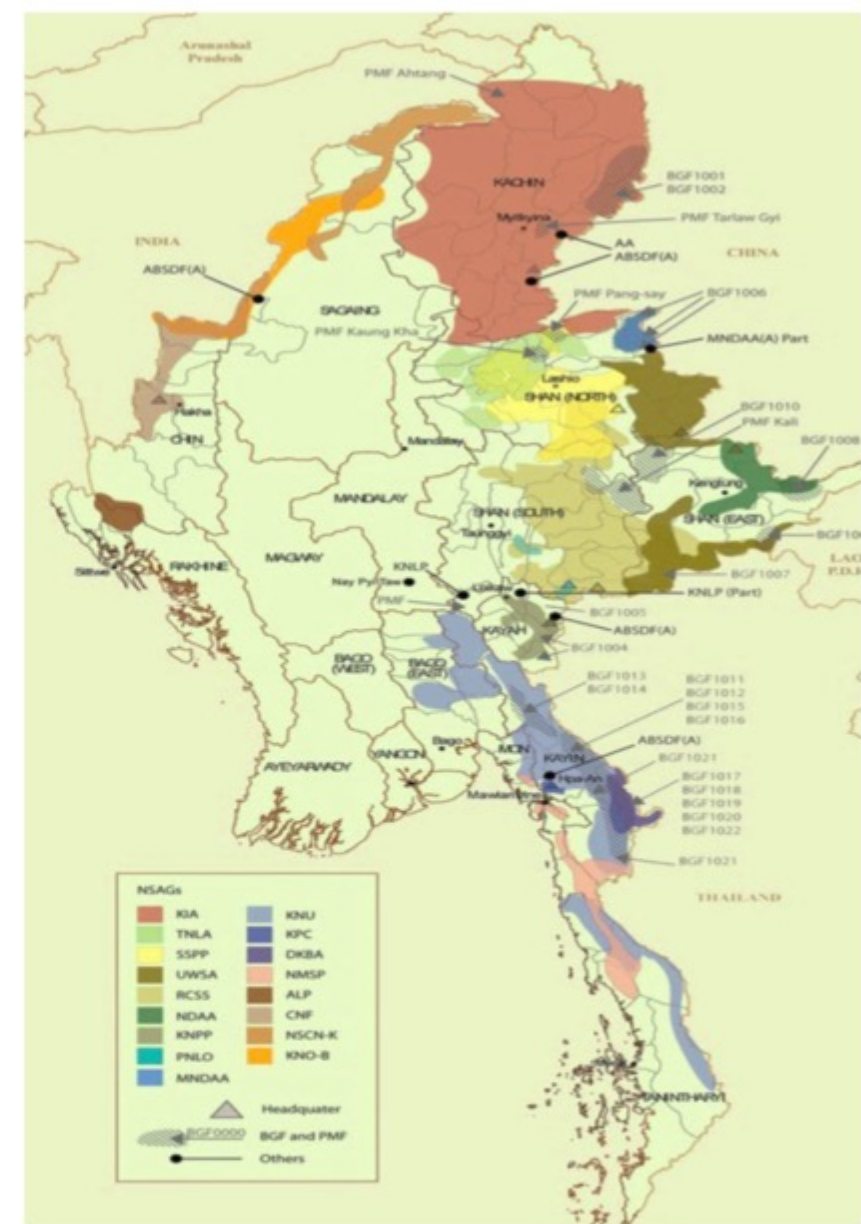 Arunashal
Pradesh
PMF Ahtang
KACHIN
BGF1001
BGF1002
Myitkyina
PMF Tarlaw Gyi
INDIA
AA
ABSDF(A)
CHINA
ABSDF(A)
PMF Pang-say
BGF1006
SAGAING
PMF Kaung Kha
MNDAA(A) Part
Lashio
SHAN (NORTH)
Hakha
CHIN
BGF1010
PMF Kali
Mandalay
BGF1008
Kengtung
MANDALAY
SHAN (SOUTH)
SHAN (EAST)
Taunggyi
MAGWAY
RAKHINE
Sittwe
LAO
P.D.R
KNLP
Nay Pyi Taw
BGF1007
PMF
KNLP (Part)
BGF1005
KAYAH
ABSDF(A)
BGF1004
BAGO
(WEST)
BAGO
(EAST)
BGF1013
BGF1014
BGF1011
BGF1012
BGF1015
BGF1016
Bago
MON
KAYIN
ABSDF(A)
YANGON
AYEYARWADY
Hpa-An
BGF1021
BGF1017
BGF1018
BGF1019
BGF1020
BGF1022
BGF1021
THAILAND
TANINTHARYI
NSAGs
KIA
TNLA
SSPP
UWSA
RCSS
NDAA
KNPP
PNLO
MNDAA
KNU
KPC
DKBA
NMSP
ALP
CNF
NSCN-K
KNO-B
Headquater
BGF0000
BGF and PMF
Others